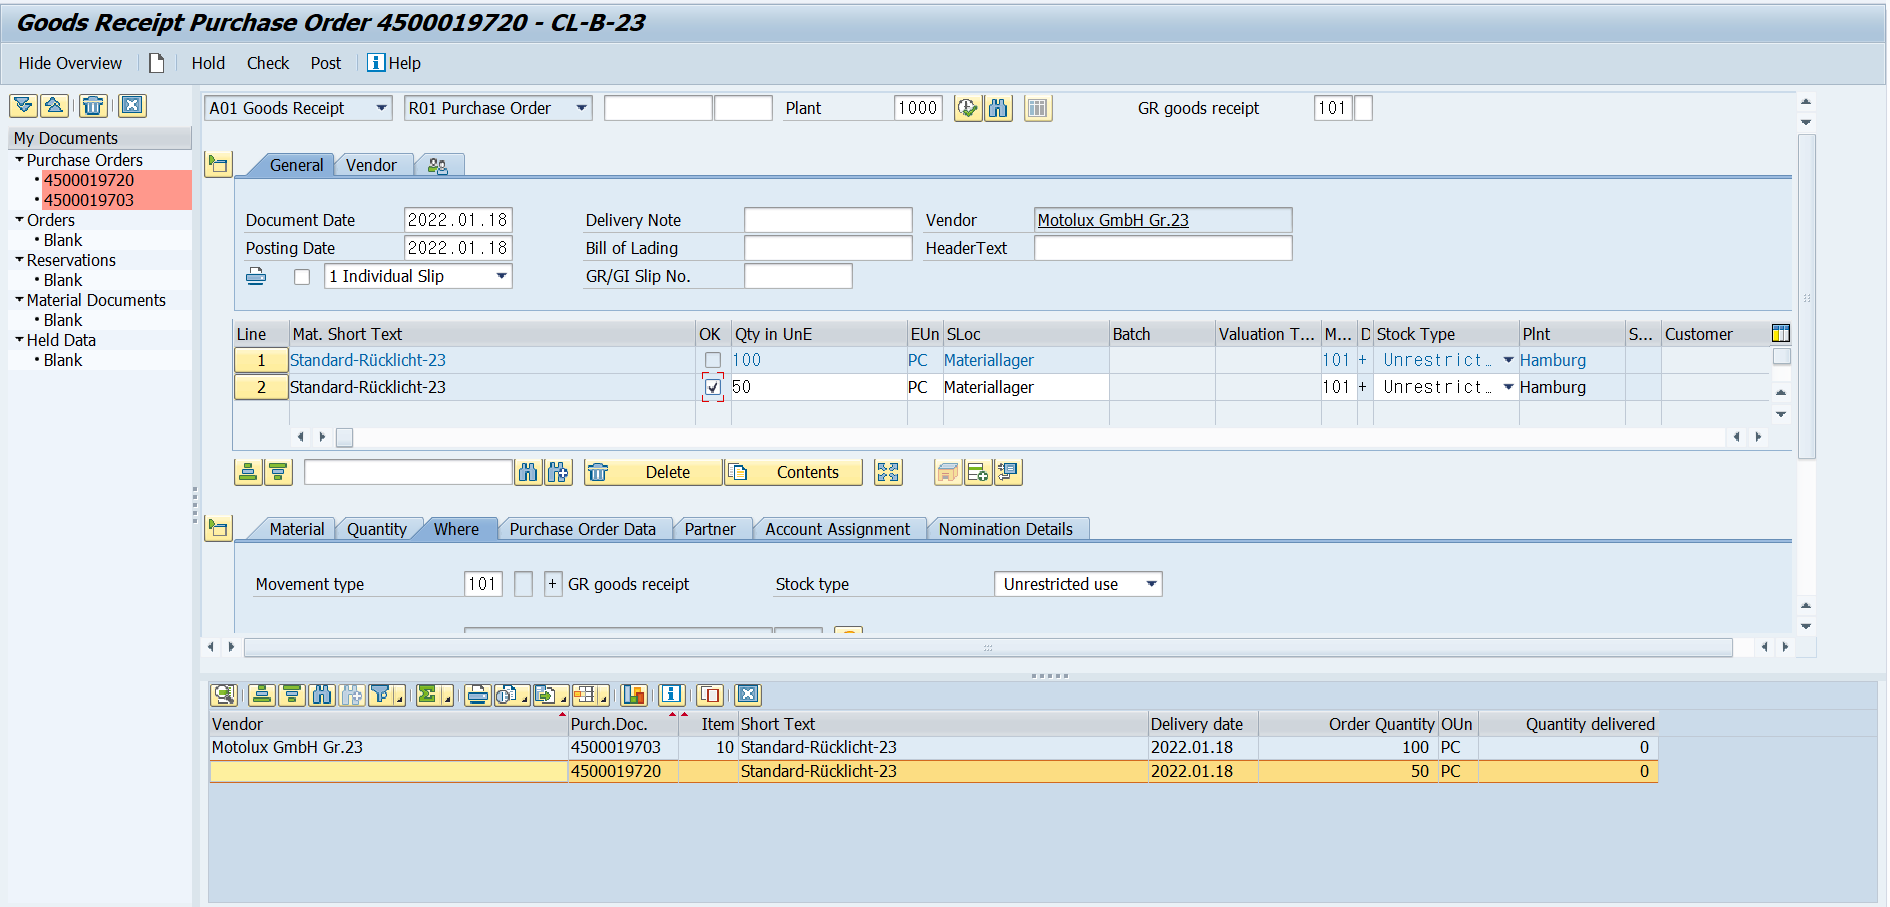 Goods Receipt Purchase Order 4500019720 - CL-B-23
Hide Overview Hold Check Post Help
A01 Goods Receipt R01 Purchase Order Plant 1000 GR goods receipt 101
My Documents
Purchase Orders
4500019720
4500019703
Orders
Blank
Reservations
Blank
Material Documents
Blank
Held Data
Blank
General Vendor
Document Date 2022.01.18 Delivery Note Vendor Motolux GmbH Gr.23
Posting Date 2022.01.18 Bill of Lading HeaderText
1 Individual Slip GR/GI Slip No.
Line Mat. Short Text OK Qty in UnE EUn SLoc Batch Valuation T... M... D Stock Type Plnt S... Customer
1 Standard-Rücklicht-23 100 PC Materiallager 101 + Unrestrict… Hamburg
2 Standard-Rücklicht-23 50 PC Materiallager 101 + Unrestrict… Hamburg
Delete Contents
Material Quantity Where Purchase Order Data Partner Account Assignment Nomination Details
Movement type 101 + GR goods receipt Stock type Unrestricted use
Vendor Purch.Doc. Item Short Text Delivery date Order Quantity OUn Quantity delivered
Motolux GmbH Gr.23 4500019703 10 Standard-Rücklicht-23 2022.01.18 100 PC 0
4500019720 Standard-Rücklicht-23 2022.01.18 50 PC 0